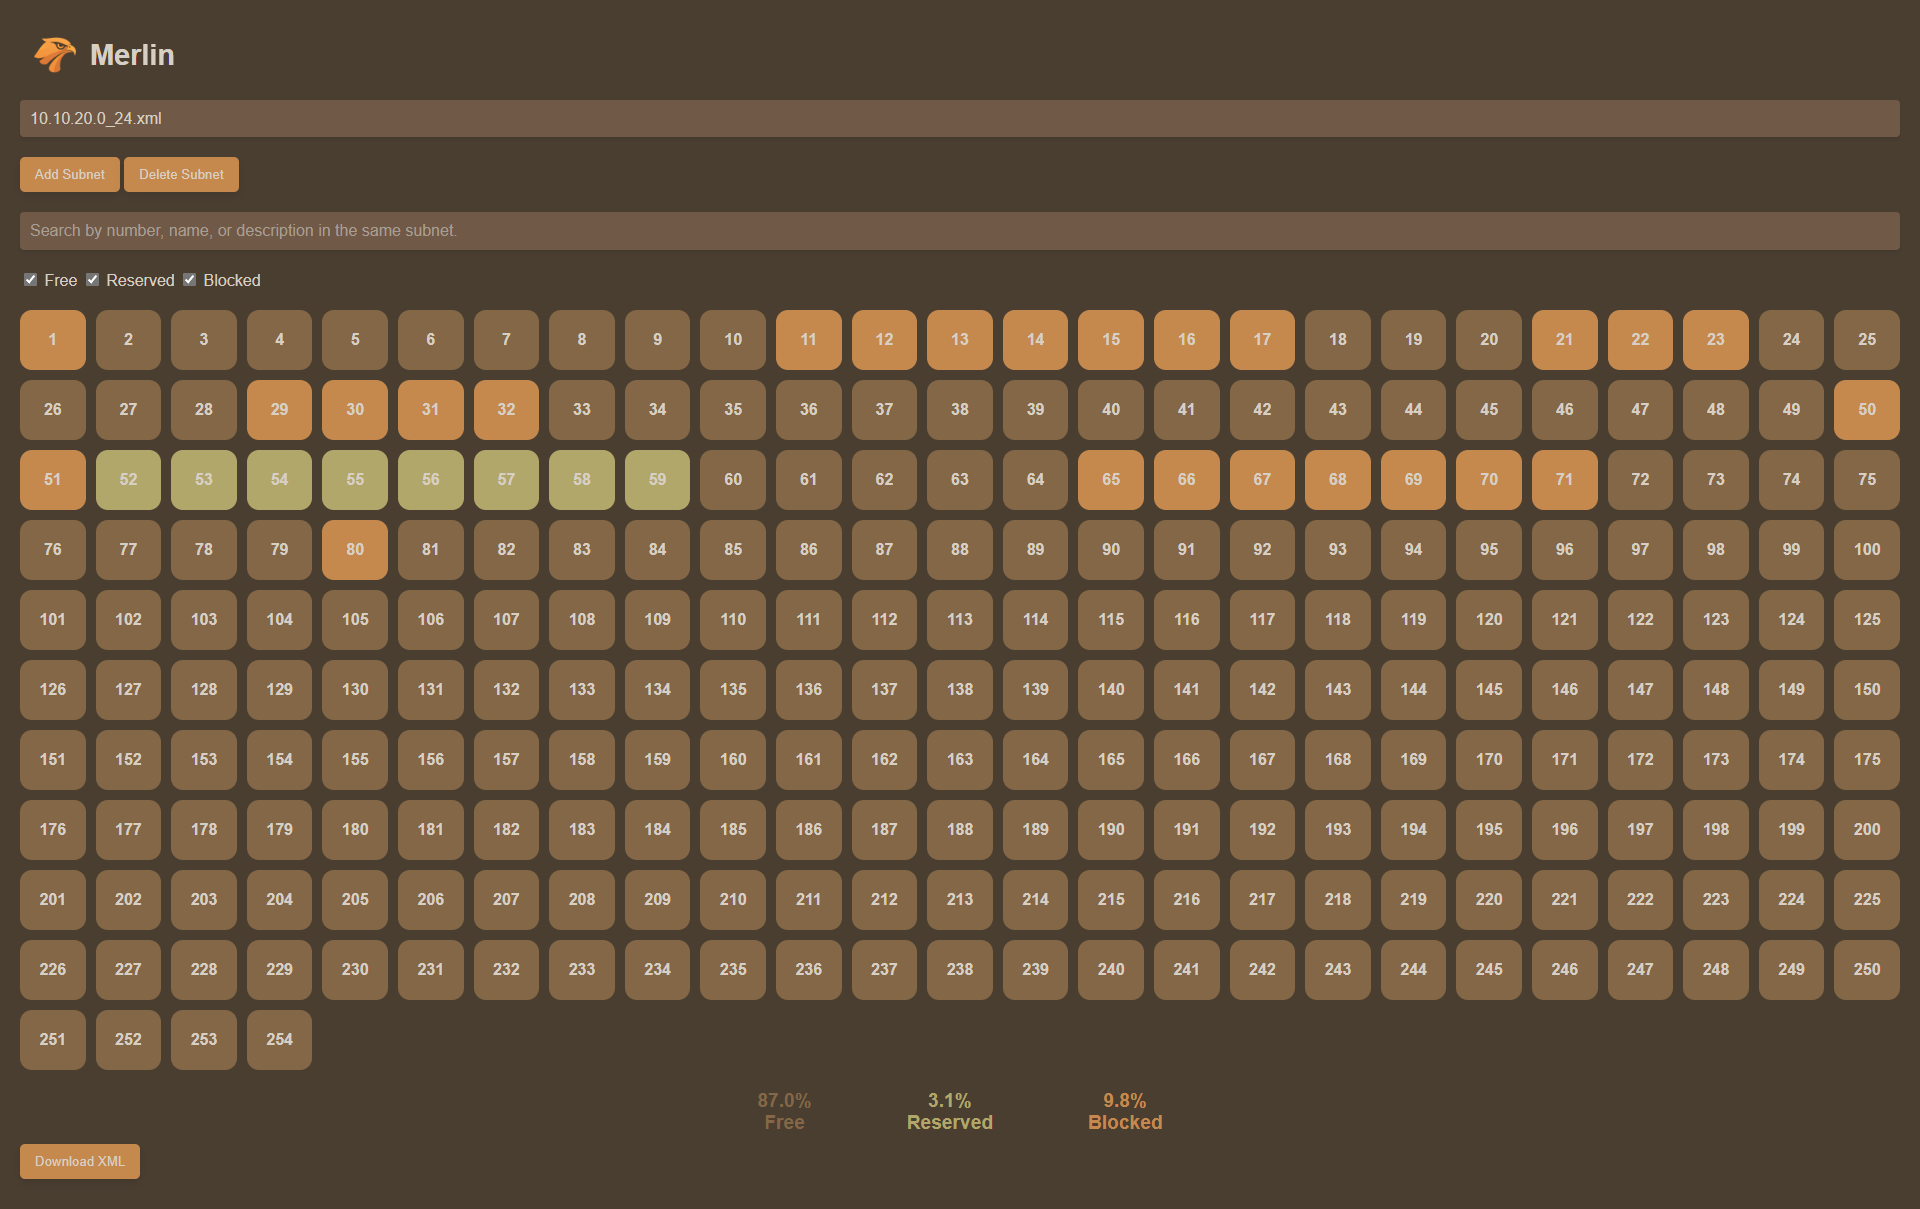 Merlin
10.10.20.0_24.xml
Add Subnet Delete Subnet
Search by number, name, or description in the same subnet.
Free Reserved Blocked
1 2 3 4 5 6 7 8 9 10 11 12 13 14 15 16 17 18 19 20 21 22 23 24 25
26 27 28 29 30 31 32 33 34 35 36 37 38 39 40 41 42 43 44 45 46 47 48 49 50
51 52 53 54 55 56 57 58 59 60 61 62 63 64 65 66 67 68 69 70 71 72 73 74 75
76 77 78 79 80 81 82 83 84 85 86 87 88 89 90 91 92 93 94 95 96 97 98 99 100
101 102 103 104 105 106 107 108 109 110 111 112 113 114 115 116 117 118 119 120 121 122 123 124 125
126 127 128 129 130 131 132 133 134 135 136 137 138 139 140 141 142 143 144 145 146 147 148 149 150
151 152 153 154 155 156 157 158 159 160 161 162 163 164 165 166 167 168 169 170 171 172 173 174 175
176 177 178 179 180 181 182 183 184 185 186 187 188 189 190 191 192 193 194 195 196 197 198 199 200
201 202 203 204 205 206 207 208 209 210 211 212 213 214 215 216 217 218 219 220 221 222 223 224 225
226 227 228 229 230 231 232 233 234 235 236 237 238 239 240 241 242 243 244 245 246 247 248 249 250
251 252 253 254
87.0% 3.1% 9.8%
Free Reserved Blocked
Download XML